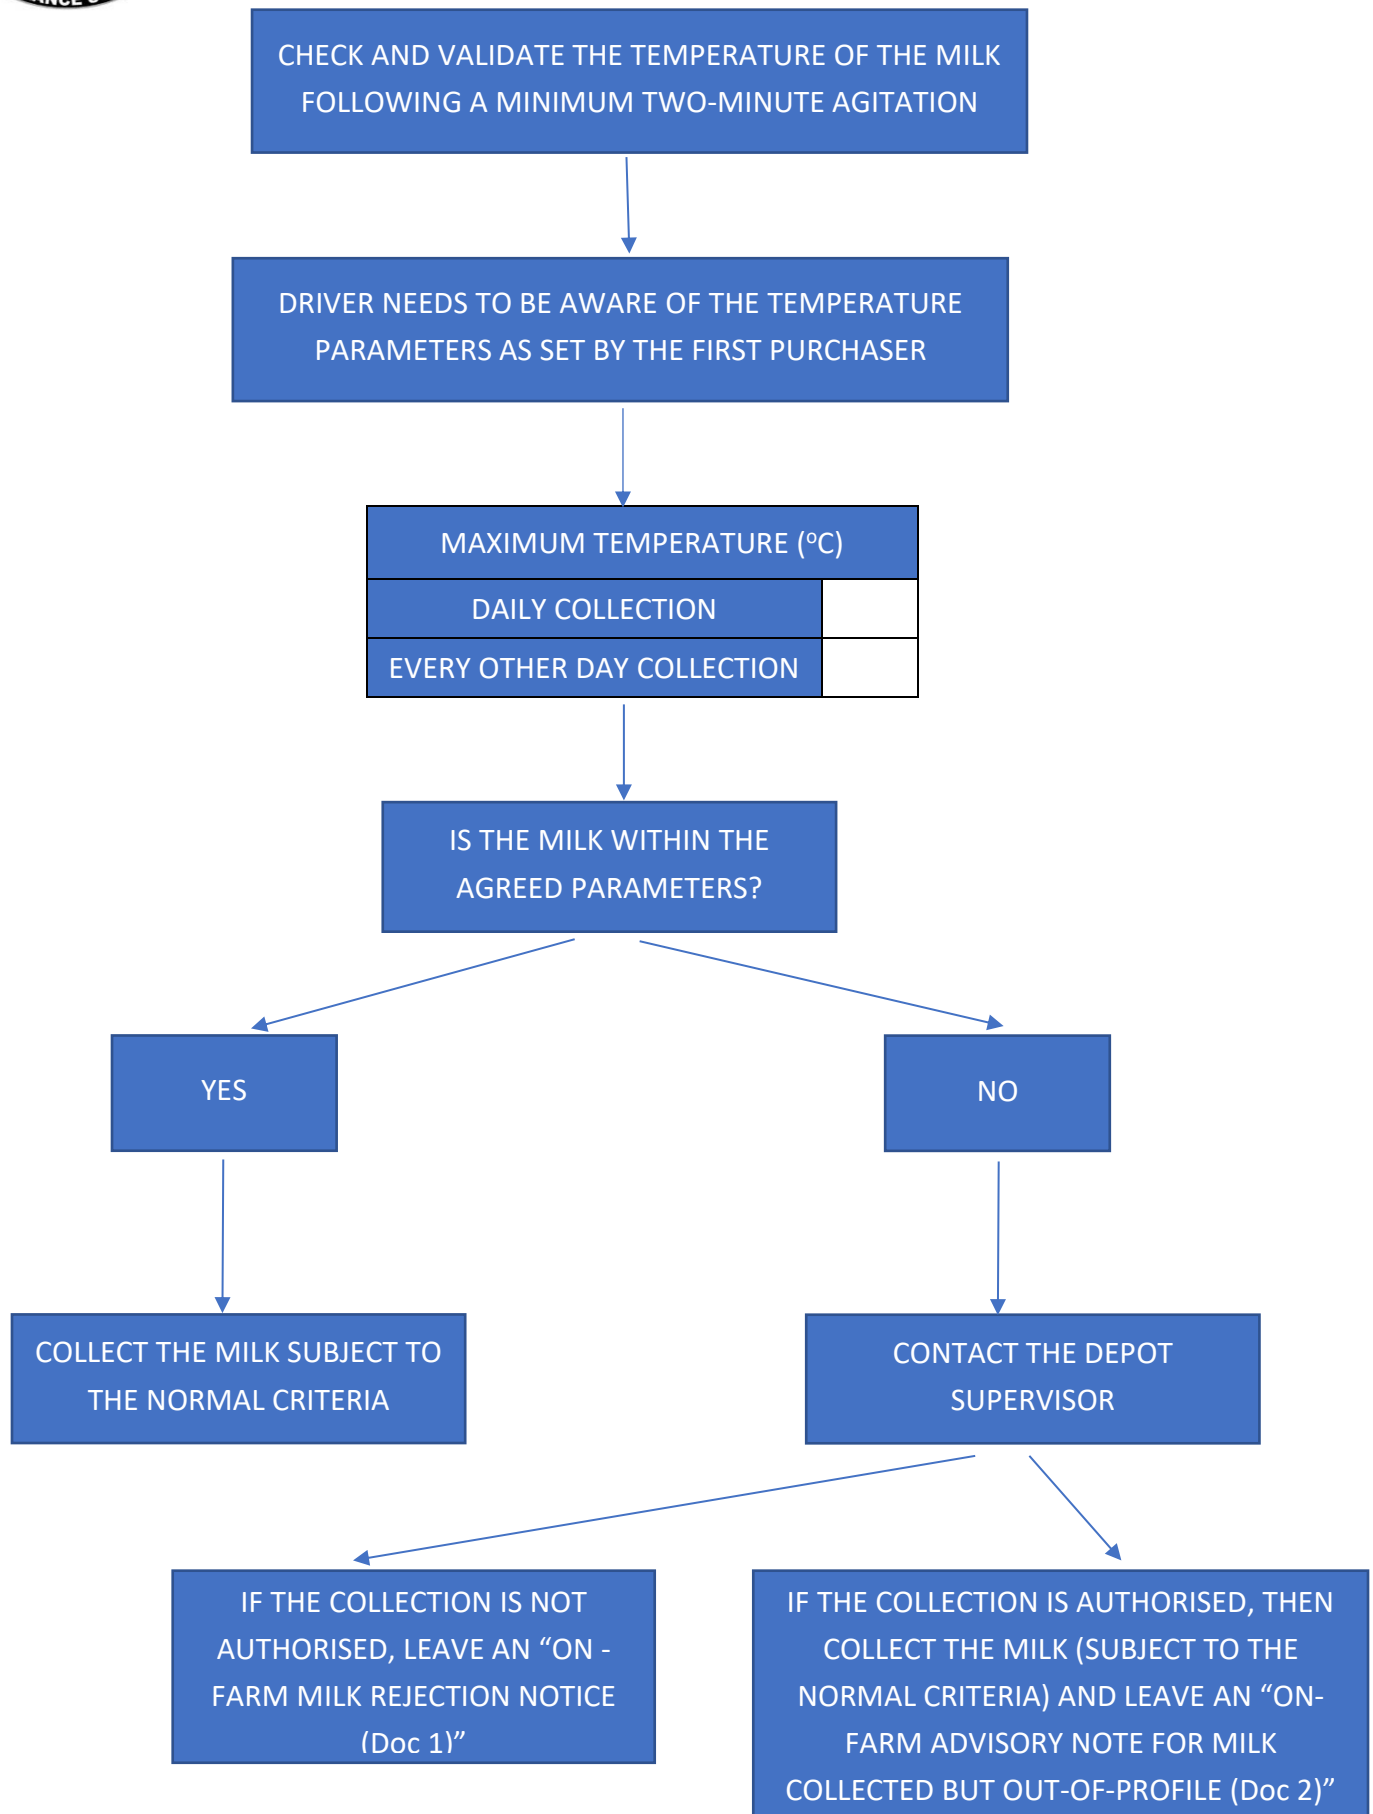 CHECK AND VALIDATE THE TEMPERATURE OF THE MILK
FOLLOWING A MINIMUM TWO-MINUTE AGITATION
DRIVER NEEDS TO BE AWARE OF THE TEMPERATURE
PARAMETERS AS SET BY THE FIRST PURCHASER
MAXIMUM TEMPERATURE (ºC)
DAILY COLLECTION
EVERY OTHER DAY COLLECTION
IS THE MILK WITHIN THE
AGREED PARAMETERS?
YES
NO
COLLECT THE MILK SUBJECT TO
THE NORMAL CRITERIA
CONTACT THE DEPOT
SUPERVISOR
IF THE COLLECTION IS NOT
AUTHORISED, LEAVE AN “ON -
FARM MILK REJECTION NOTICE
(Doc 1)”
IF THE COLLECTION IS AUTHORISED, THEN
COLLECT THE MILK (SUBJECT TO THE
NORMAL CRITERIA) AND LEAVE AN “ON-
FARM ADVISORY NOTE FOR MILK
COLLECTED BUT OUT-OF-PROFILE (Doc 2)”